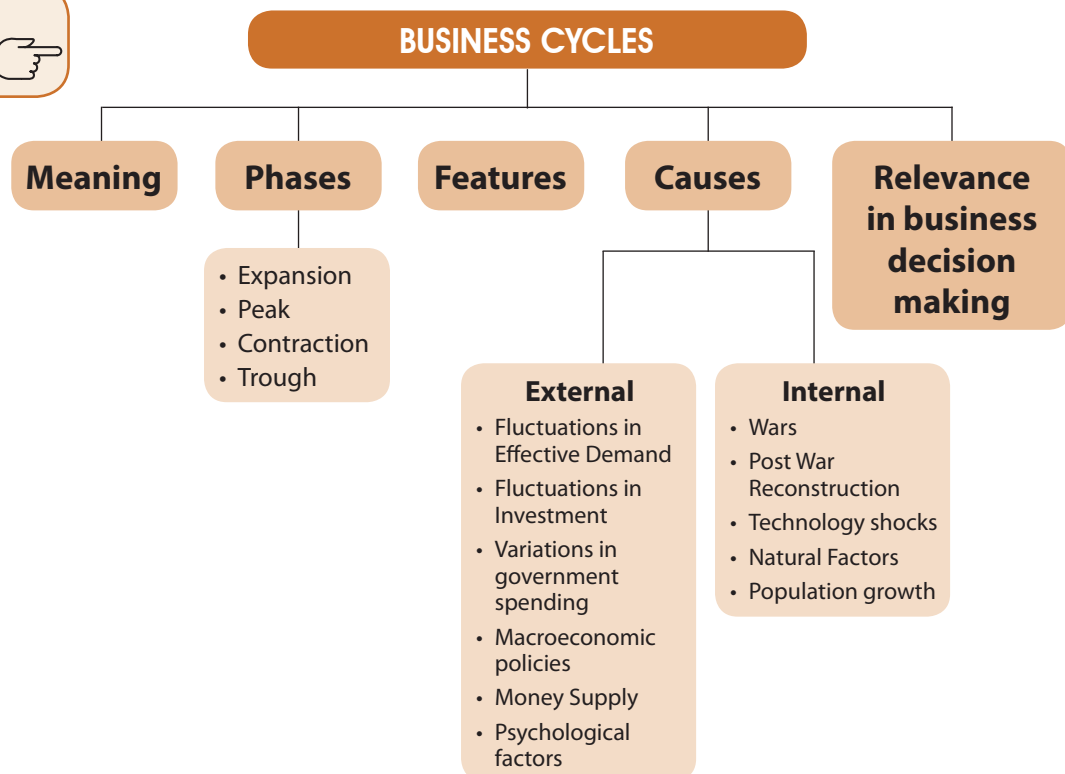 BUSINESS CYCLES
Meaning
Phases
• Expansion
• Peak
• Contraction
• Trough
Features
Causes
External
• Fluctuations in
Effective Demand
• Fluctuations in
Investment
• Variations in
government
spending
• Macroeconomic
policies
• Money Supply
• Psychological
factors
Internal
• Wars
• Post War
Reconstruction
• Technology shocks
• Natural Factors
• Population growth
Relevance
in business
decision
making